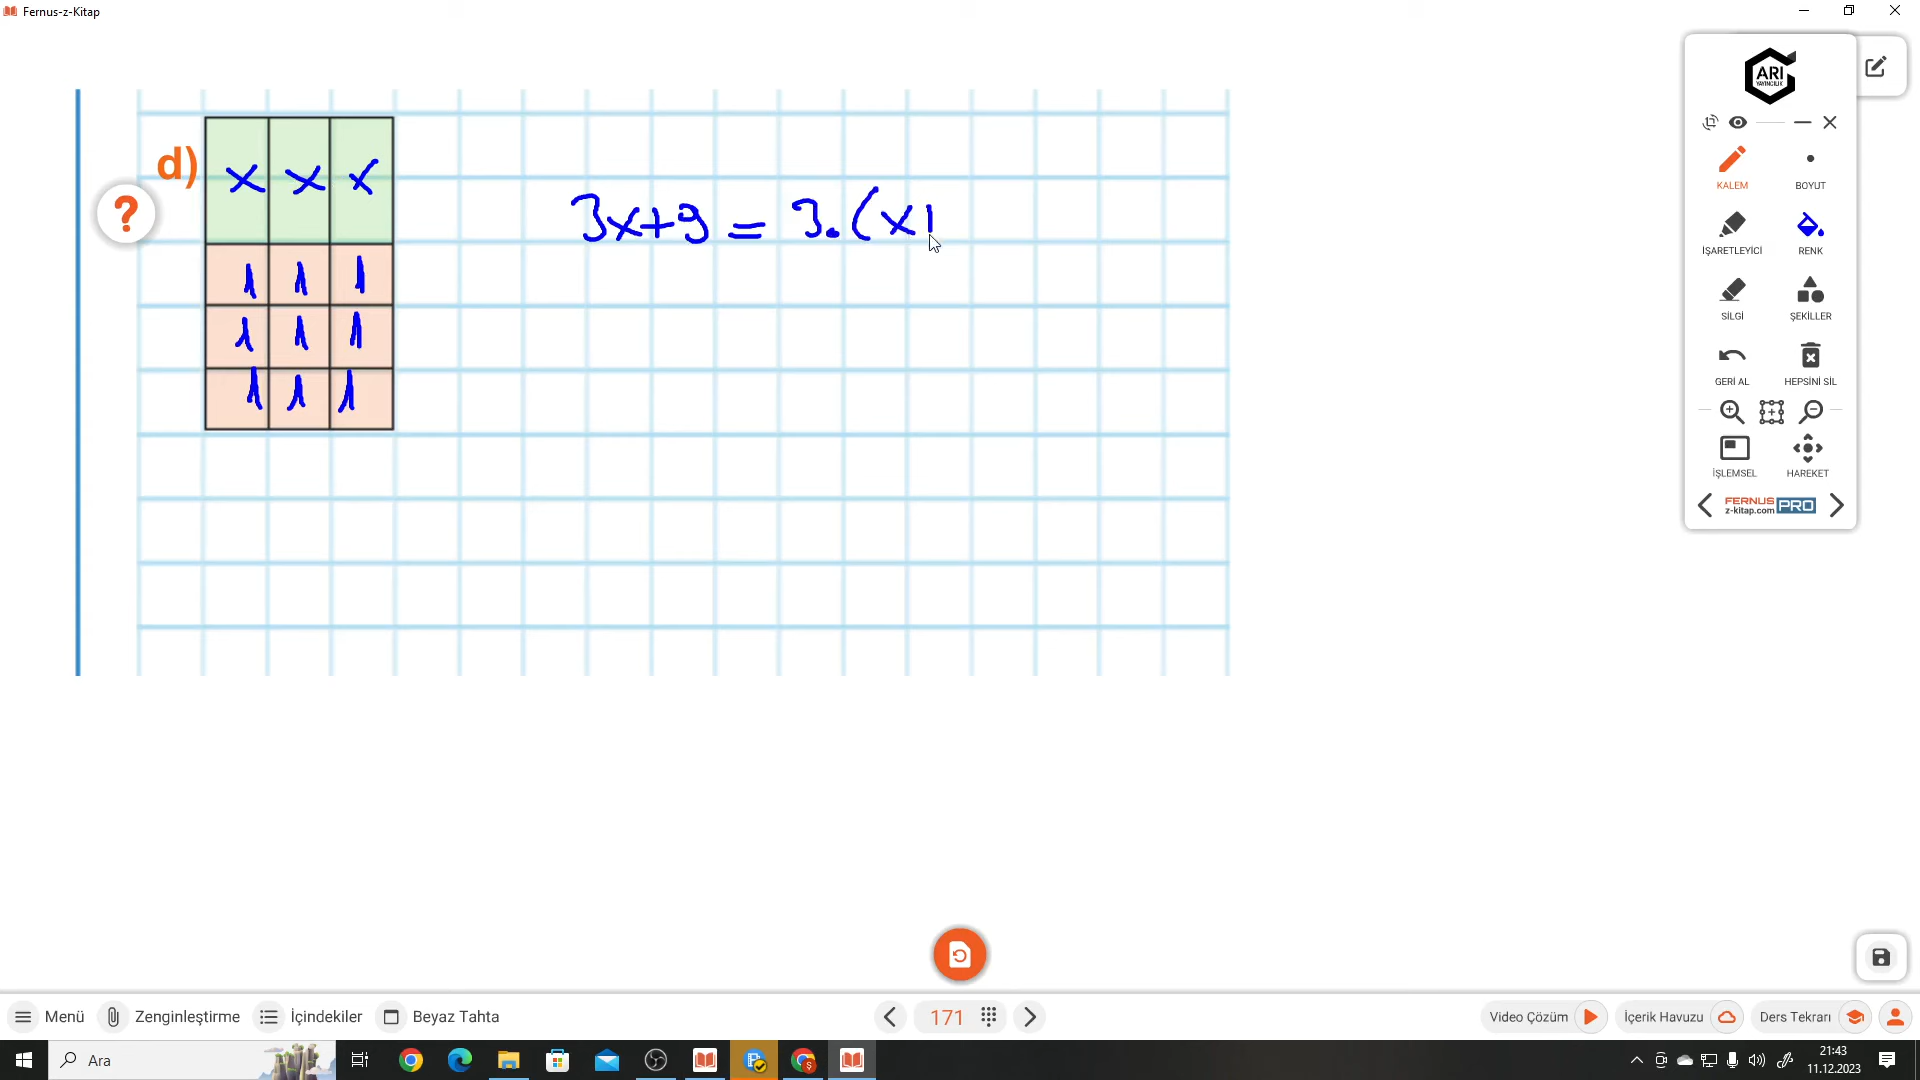 Fernus-z-Kitap
ARI
YAYINCILIK
d)
x x x
?
3x+9 = 3.(x
1 1 1
1 1 1
1 1 1
KALEM
BOYUT
İŞARETLEYİCİ
RENK
SİLGİ
ŞEKİLLER
GERİ AL
HEPSİNİ SİL
İŞLEMSEL
HAREKET
FERNUS
z-kitap.com PRO
Menü
Zenginleştirme
İçindekiler
Beyaz Tahta
171
Video Çözüm
İçerik Havuzu
Ders Tekrarı
Ara
21:43
11.12.2023